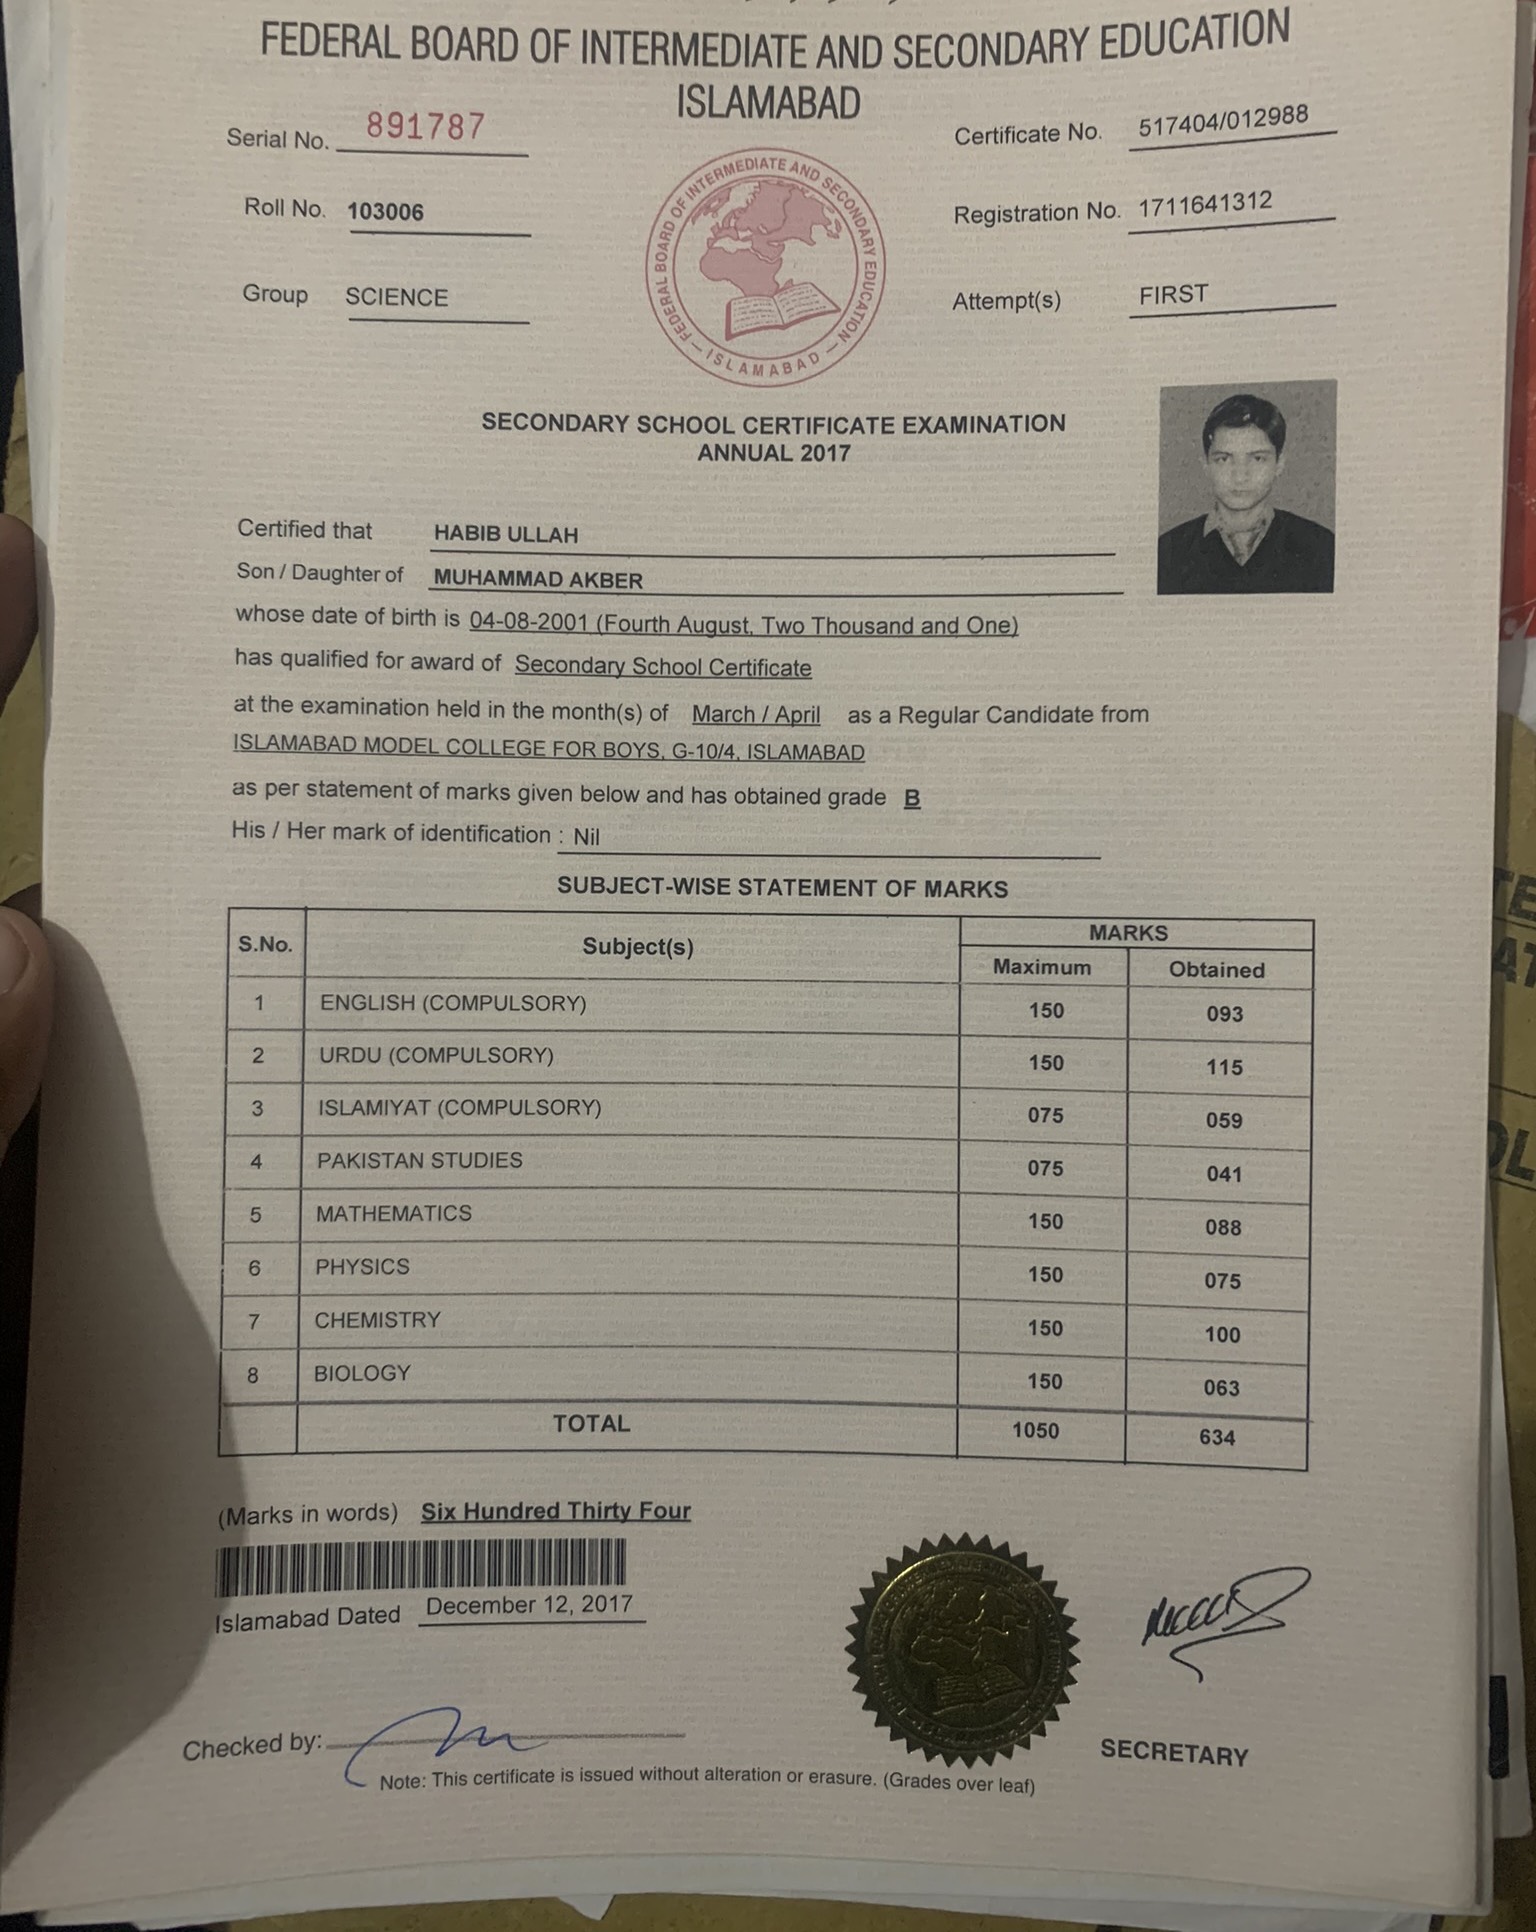 FEDERAL BOARD OF INTERMEDIATE AND SECONDARY EDUCATION
ISLAMABAD
Serial No. 891787
Certificate No. 517404/012988
Roll No. 103006
Registration No. 1711641312
Group SCIENCE
Attempt(s) FIRST
FEDERAL BOARD OF INTERMEDIATE AND SECONDARY EDUCATION
— ISLAMABAD —
SECONDARY SCHOOL CERTIFICATE EXAMINATION
ANNUAL 2017
Certified that HABIB ULLAH
Son / Daughter of MUHAMMAD AKBER
whose date of birth is 04-08-2001 (Fourth August, Two Thousand and One)
has qualified for award of Secondary School Certificate
at the examination held in the month(s) of March / April as a Regular Candidate from
ISLAMABAD MODEL COLLEGE FOR BOYS, G-10/4, ISLAMABAD
as per statement of marks given below and has obtained grade B
His / Her mark of identification : Nil
SUBJECT-WISE STATEMENT OF MARKS
S.No. Subject(s) MARKS
Maximum Obtained
1 ENGLISH (COMPULSORY) 150 093
2 URDU (COMPULSORY) 150 115
3 ISLAMIYAT (COMPULSORY) 075 059
4 PAKISTAN STUDIES 075 041
5 MATHEMATICS 150 088
6 PHYSICS 150 075
7 CHEMISTRY 150 100
8 BIOLOGY 150 063
TOTAL 1050 634
(Marks in words) Six Hundred Thirty Four
Islamabad Dated December 12, 2017
Checked by:
SECRETARY
Note: This certificate is issued without alteration or erasure. (Grades over leaf)